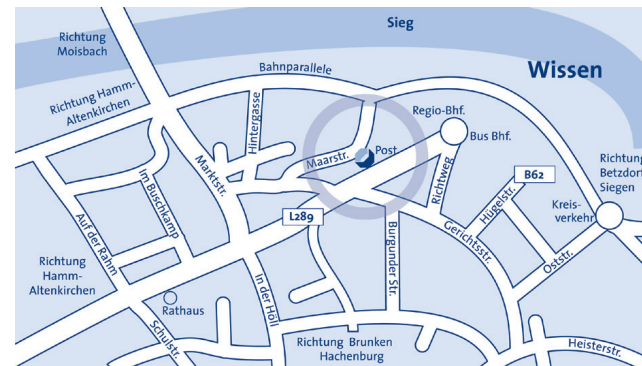 Sieg
Richtung
Moisbach
Wissen
Bahnparallele
Richtung Hamm-
Altenkirchen
Hintergasse
Regio-Bhf.
Bus Bhf.
Post
Maarstr.
Marktstr.
Im Buschkamp
Richtweg
Hügelstr.
B62
Richtung
Betzdorf
Siegen
Kreis-
verkehr
Auf der Rahm
L289
Burgunder Str.
Gerichtsstr.
Oststr.
Richtung
Hamm-
Altenkirchen
In der Höll
Rathaus
Schulstr.
Richtung Brunken
Hachenburg
Heisterstr.